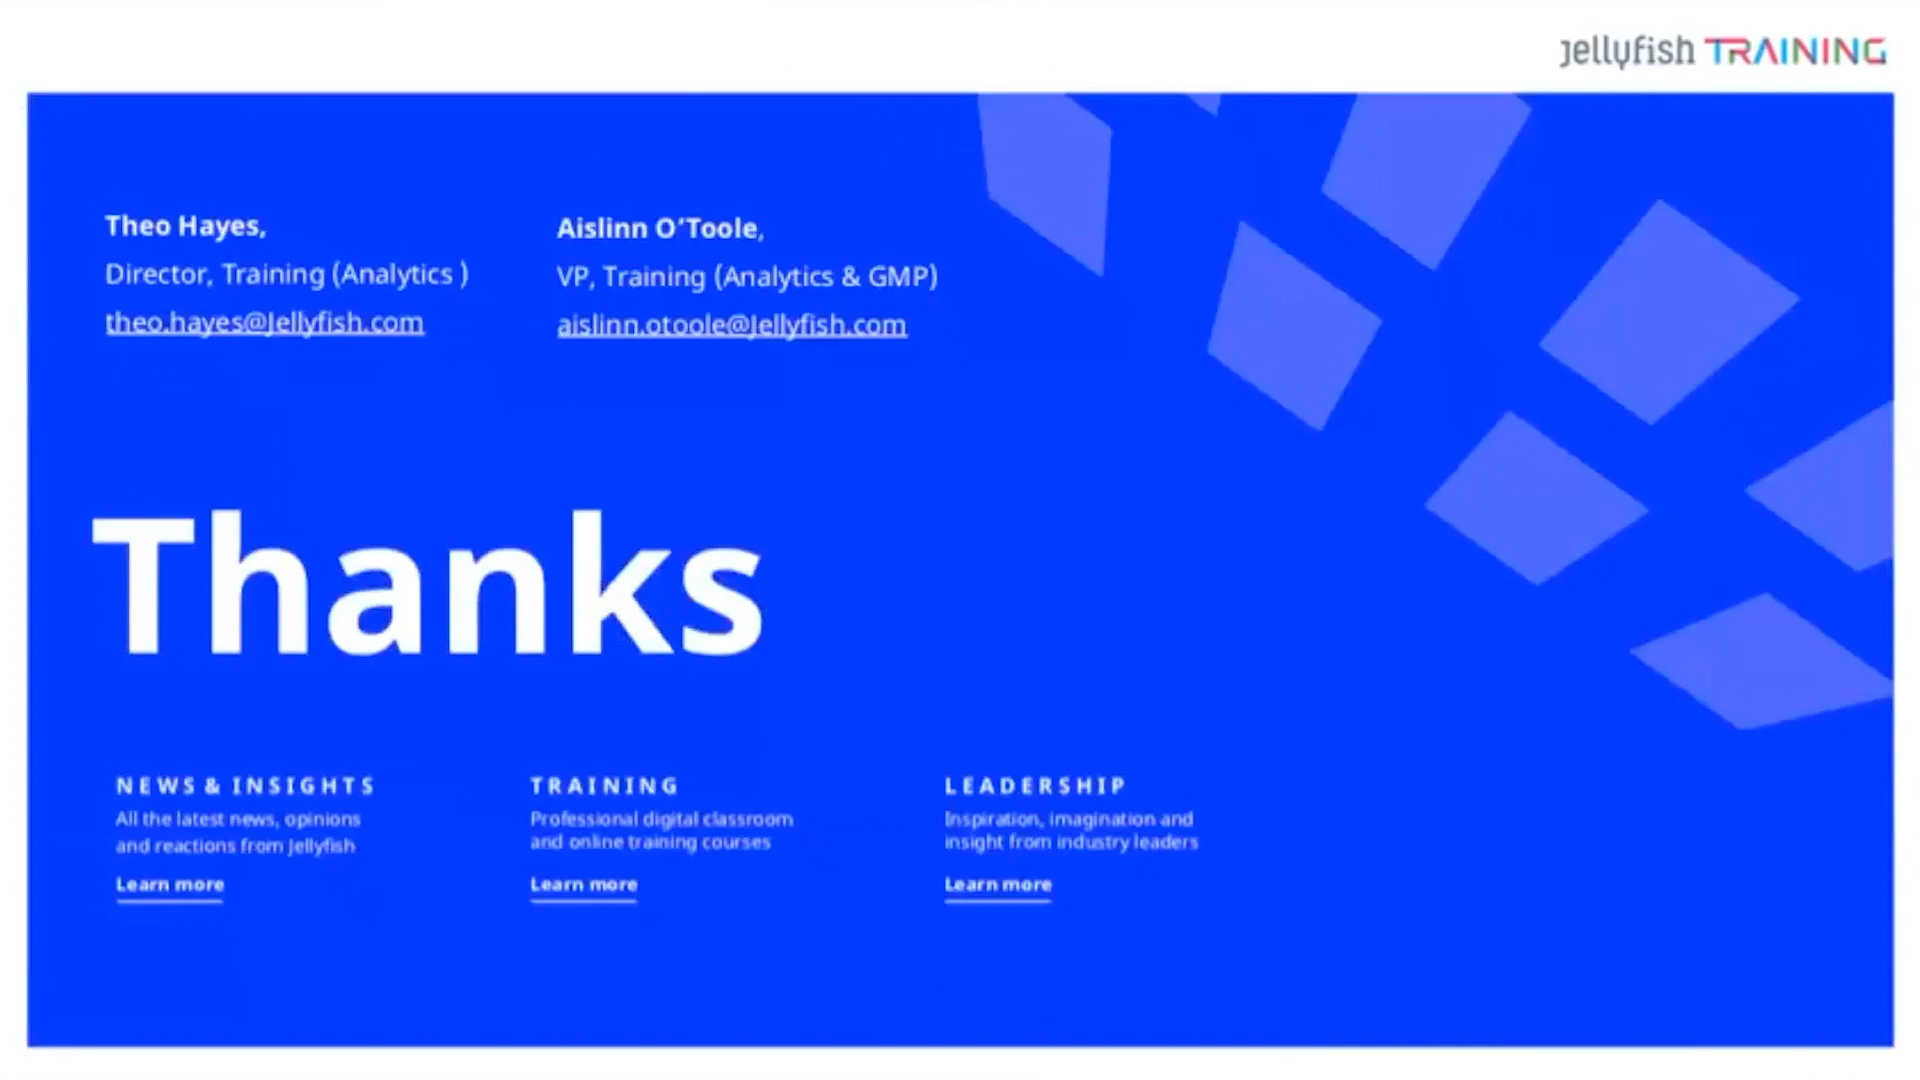 Jellyfish TRAINING
Theo Hayes,
Director, Training (Analytics )
theo.hayes@Jellyfish.com
Aislinn O’Toole,
VP, Training (Analytics & GMP)
aislinn.otoole@Jellyfish.com
Thanks
NEWS & INSIGHTS
All the latest news, opinions
and reactions from Jellyfish
Learn more
TRAINING
Professional digital classroom
and online training courses
Learn more
LEADERSHIP
Inspiration, imagination and
insight from industry leaders
Learn more